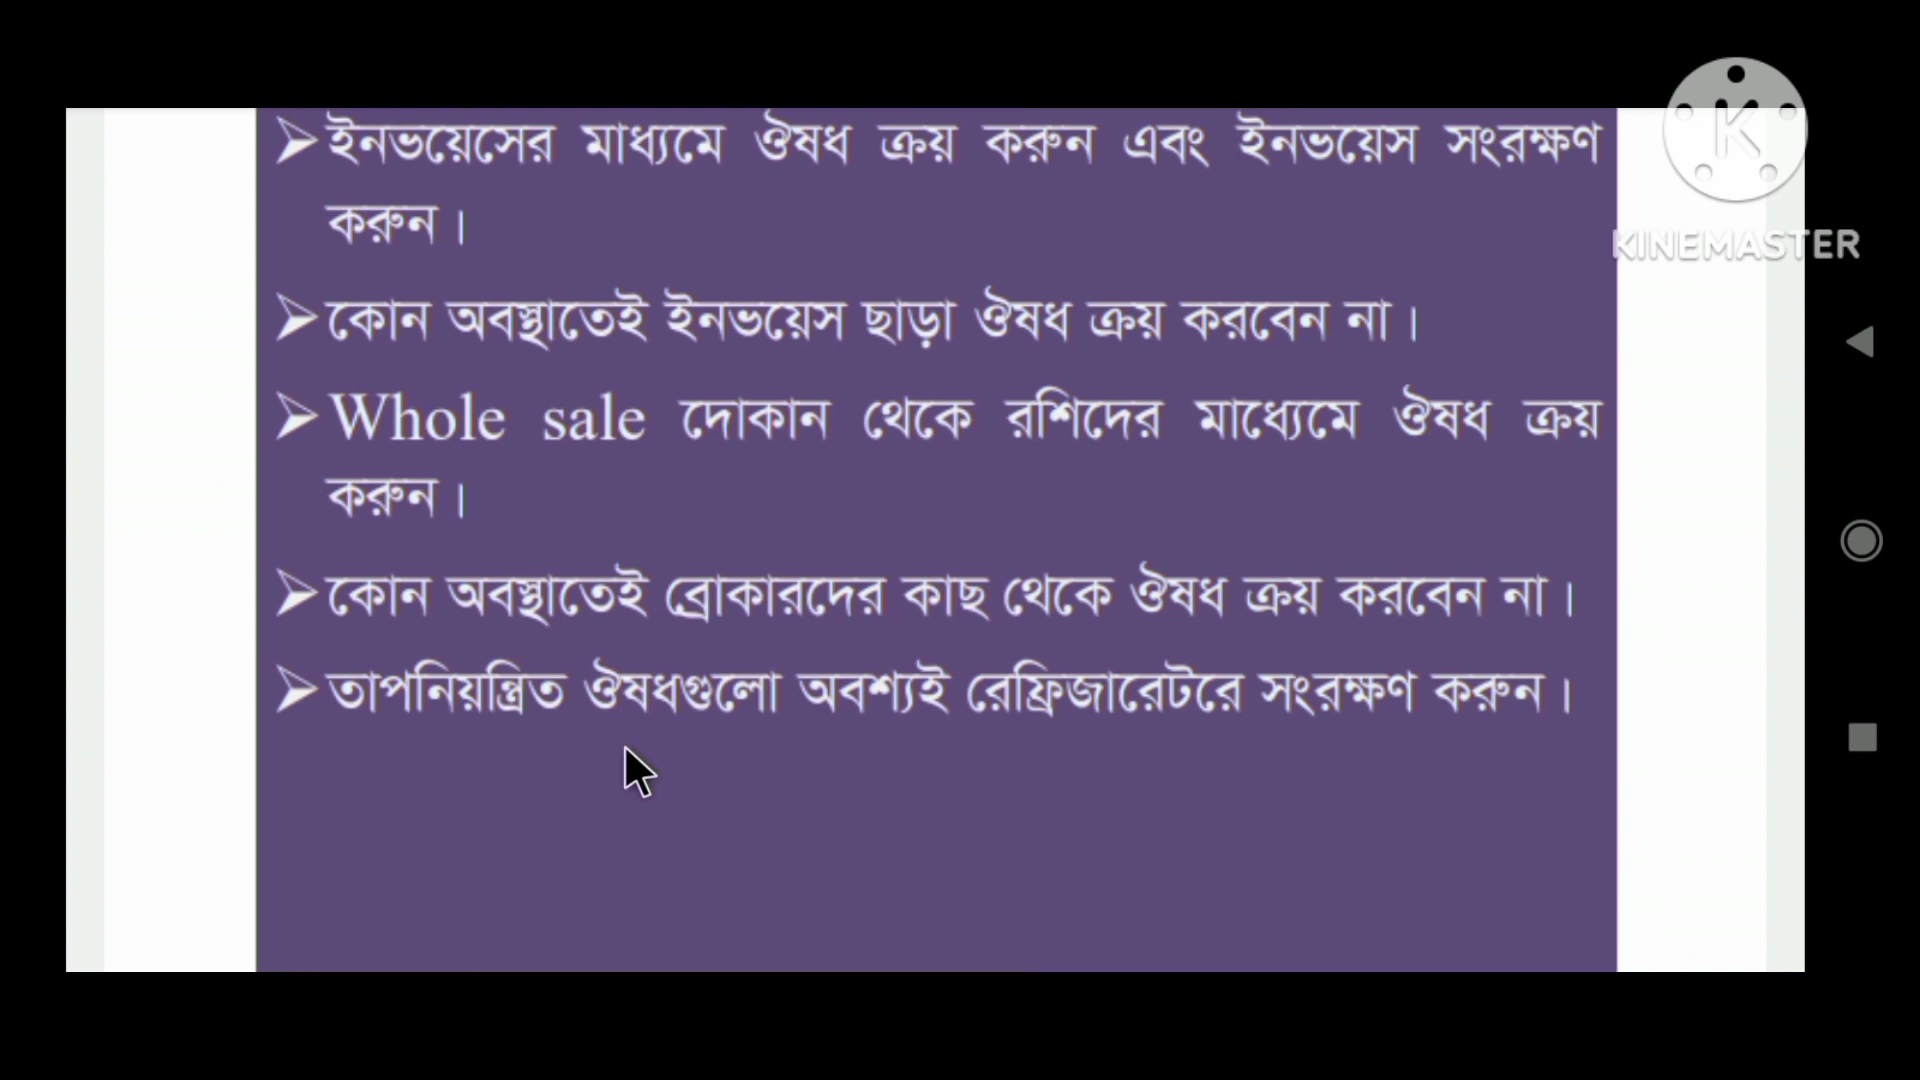 ➢ইনভয়েসের মাধ্যমে ঔষধ ক্রয় করুন এবং ইনভয়েস সংরক্ষণ
করুন।
➢কোন অবস্থাতেই ইনভয়েস ছাড়া ঔষধ ক্রয় করবেন না।
➢Whole sale দোকান থেকে রশিদের মাধ্যেমে ঔষধ ক্রয়
করুন।
➢কোন অবস্থাতেই ব্রোকারদের কাছ থেকে ঔষধ ক্রয় করবেন না।
➢তাপনিয়ন্ত্রিত ঔষধগুলো অবশ্যই রেফ্রিজারেটরে সংরক্ষণ করুন।
K
KINEMASTER